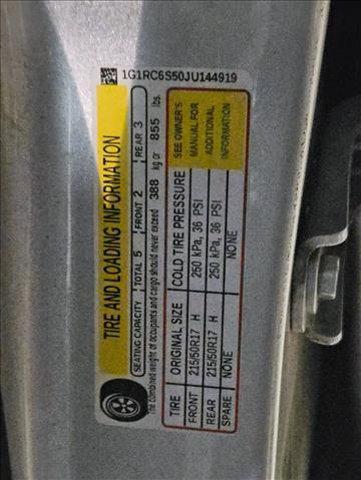 1G1RC6S50JU144919
TIRE AND LOADING INFORMATION
SEATING CAPACITY TOTAL 5 FRONT 2 REAR 3
The combined weight of occupants and cargo should never exceed 388 kg or 855 lbs.
TIRE ORIGINAL SIZE COLD TIRE PRESSURE
FRONT 215/50R17 H 250 kPa, 36 PSI
REAR 215/50R17 H 250 kPa, 36 PSI
SPARE NONE NONE
SEE OWNER'S
MANUAL FOR
ADDITIONAL
INFORMATION